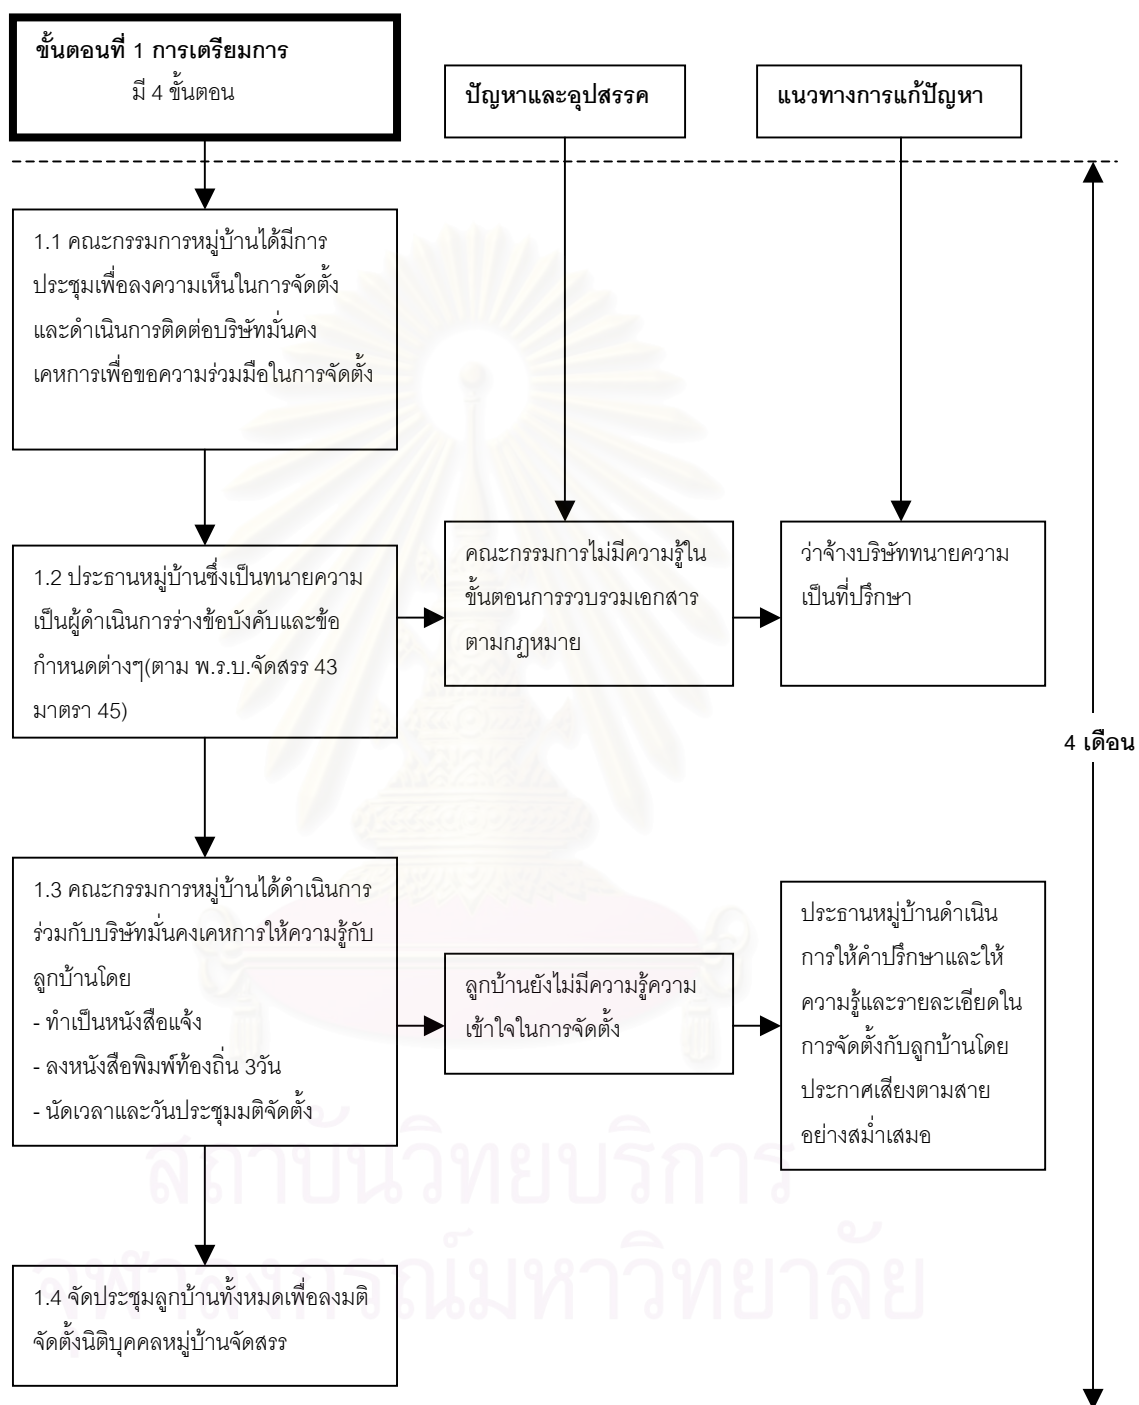 ขั้นตอนที่ 1 การเตรียมการ
มี 4 ขั้นตอน
ปัญหาและอุปสรรค
แนวทางการแก้ปัญหา
1.1 คณะกรรมการหมู่บ้านได้มีการ
ประชุมเพื่อลงความเห็นในการจัดตั้ง
และดำเนินการติดต่อบริษัทมั่นคง
เคหการเพื่อขอความร่วมมือในการจัดตั้ง
1.2 ประธานหมู่บ้านซึ่งเป็นทนายความ
เป็นผู้ดำเนินการร่างข้อบังคับและข้อ
กำหนดต่างๆ(ตาม พ.ร.บ.จัดสรร 43
มาตรา 45)
คณะกรรมการไม่มีความรู้ใน
ขั้นตอนการรวบรวมเอกสาร
ตามกฎหมาย
ว่าจ้างบริษัททนายความ
เป็นที่ปรึกษา
4 เดือน
1.3 คณะกรรมการหมู่บ้านได้ดำเนินการ
ร่วมกับบริษัทมั่นคงเคหการให้ความรู้กับ
ลูกบ้านโดย
- ทำเป็นหนังสือแจ้ง
- ลงหนังสือพิมพ์ท้องถิ่น 3วัน
- นัดเวลาและวันประชุมมติจัดตั้ง
ลูกบ้านยังไม่มีความรู้ความ
เข้าใจในการจัดตั้ง
ประธานหมู่บ้านดำเนิน
การให้คำปรึกษาและให้
ความรู้และรายละเอียดใน
การจัดตั้งกับลูกบ้านโดย
ประกาศเสียงตามสาย
อย่างสม่ำเสมอ
1.4 จัดประชุมลูกบ้านทั้งหมดเพื่อลงมติ
จัดตั้งนิติบุคคลหมู่บ้านจัดสรร
สถาบันวิทยบริการ
จุฬาลงกรณ์มหาวิทยาลัย